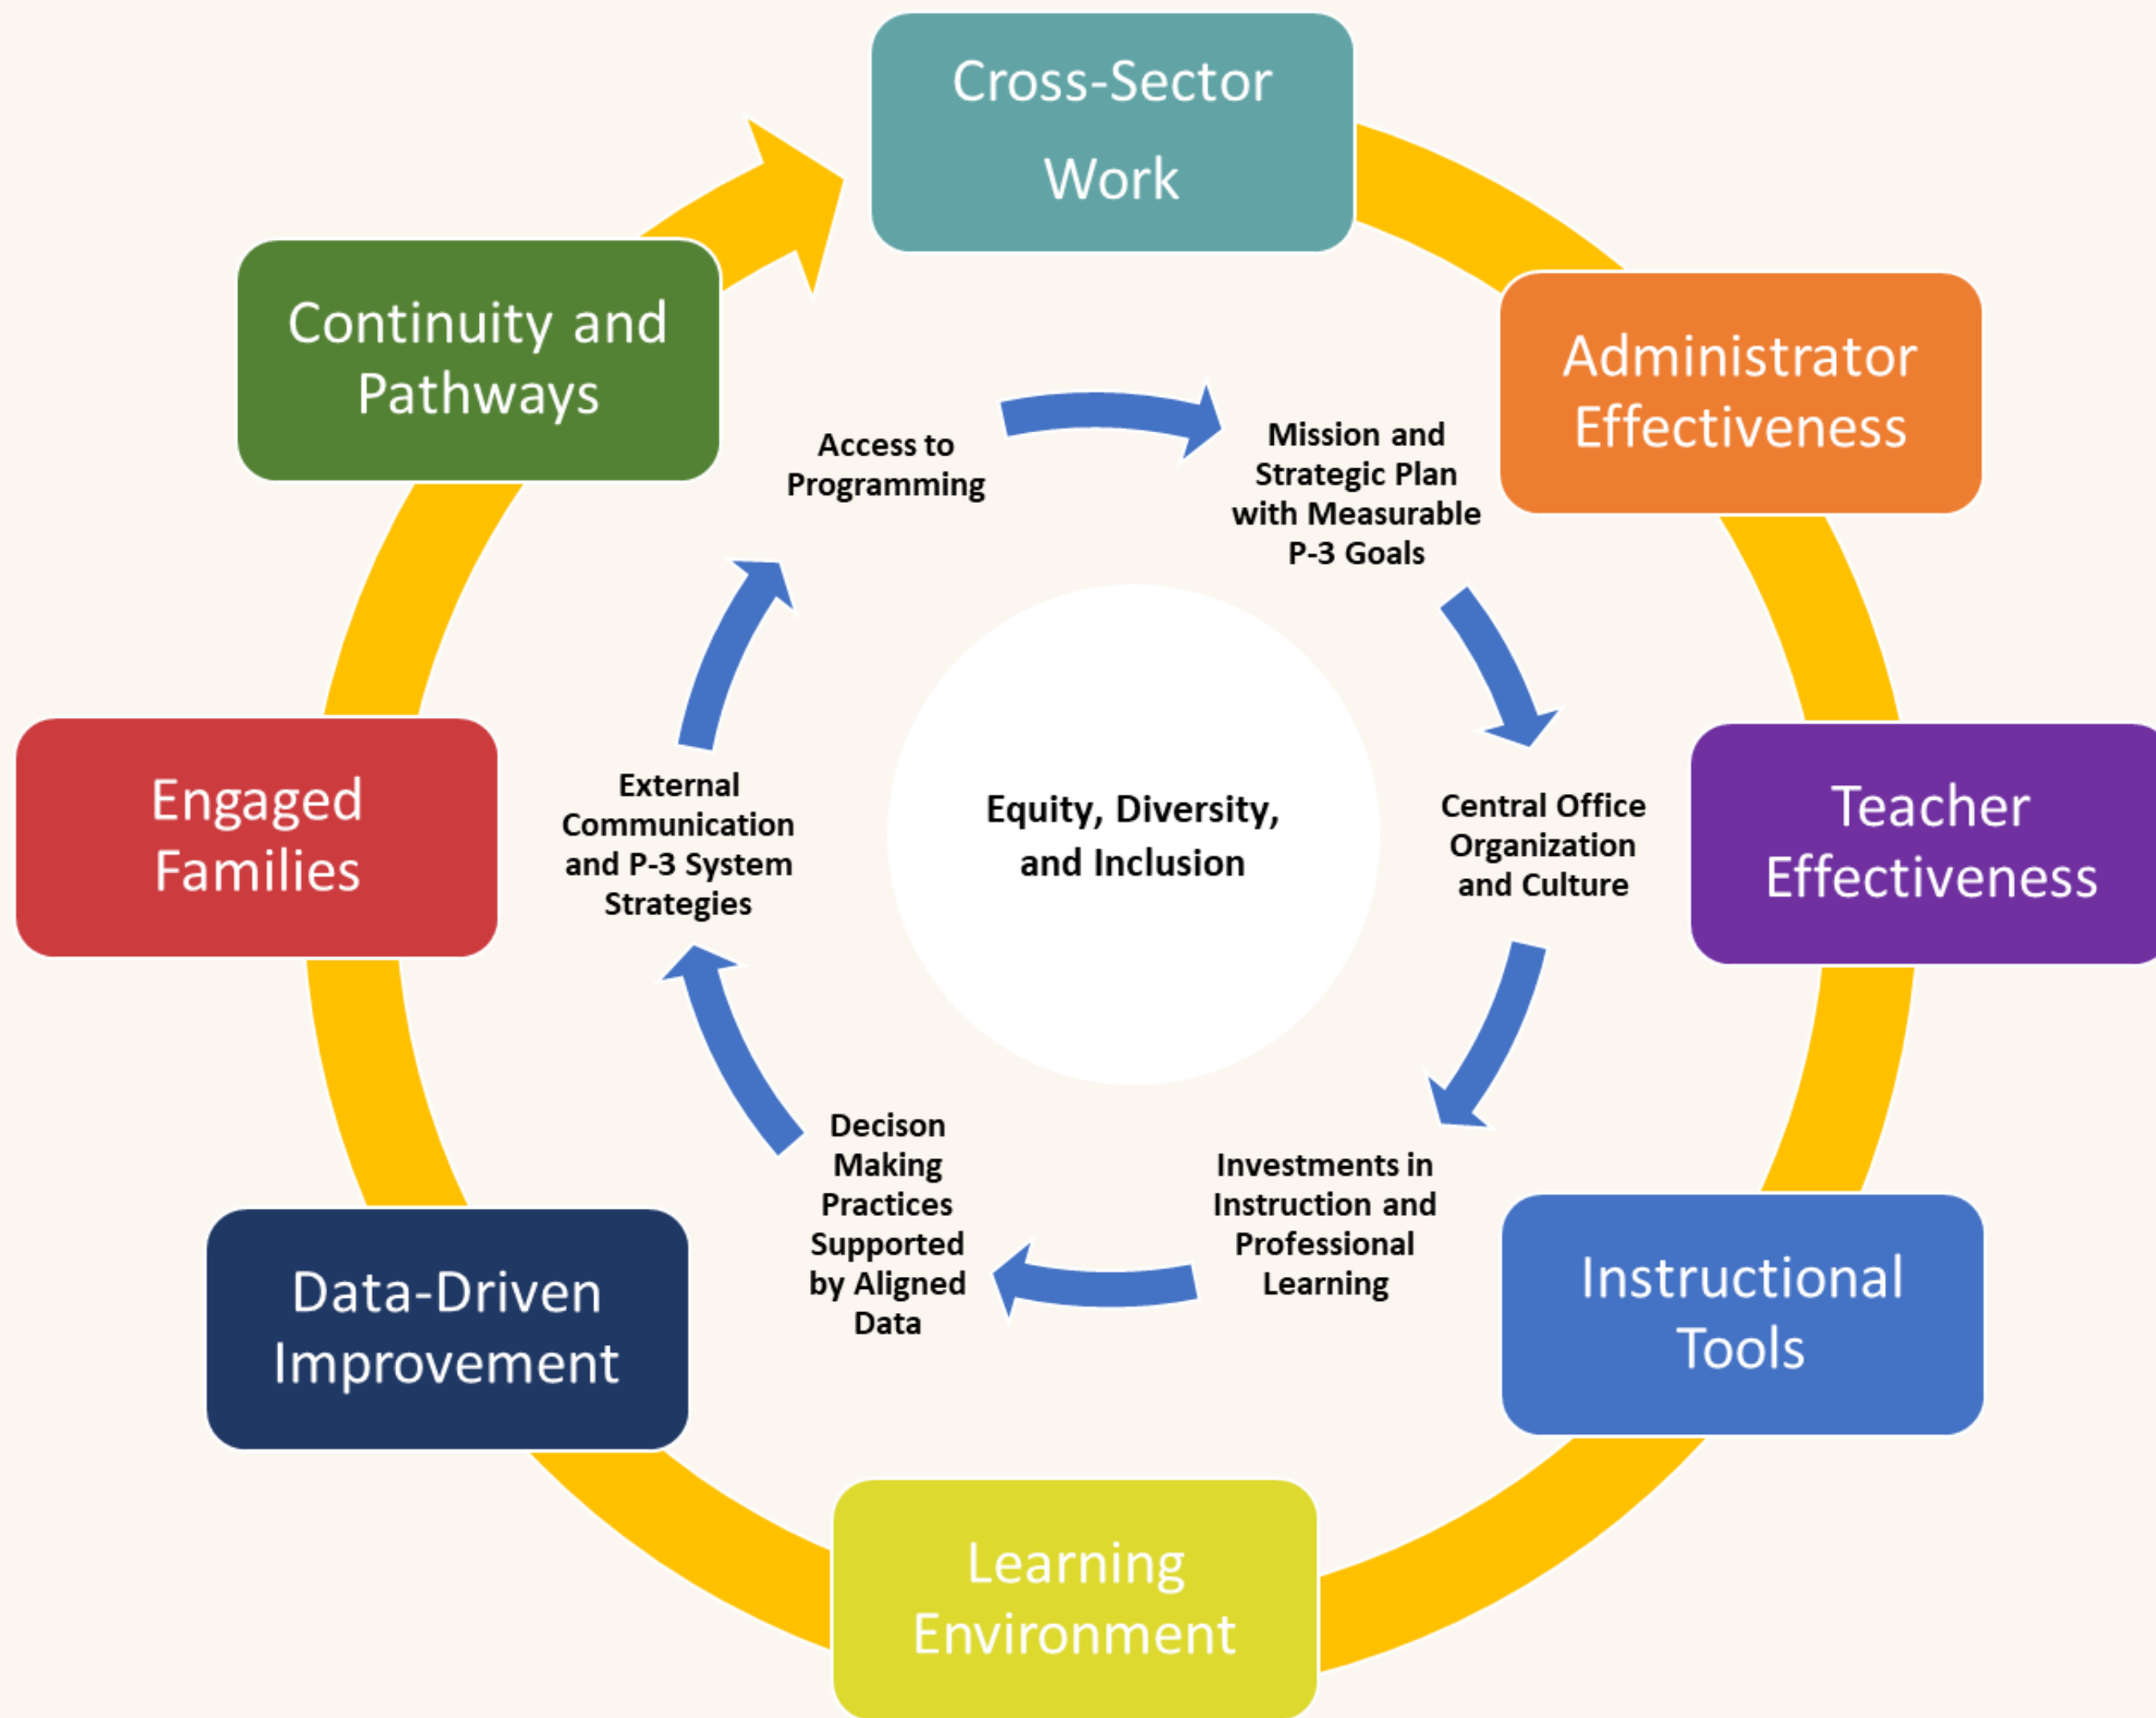 Cross-Sector
Work
Administrator
Effectiveness
Teacher
Effectiveness
Instructional
Tools
Learning
Environment
Data-Driven
Improvement
Engaged
Families
Continuity and
Pathways
Access to
Programming
Mission and
Strategic Plan
with Measurable
P-3 Goals
Central Office
Organization
and Culture
Investments in
Instruction and
Professional
Learning
Decison
Making
Practices
Supported
by Aligned
Data
External
Communication
and P-3 System
Strategies
Equity, Diversity,
and Inclusion